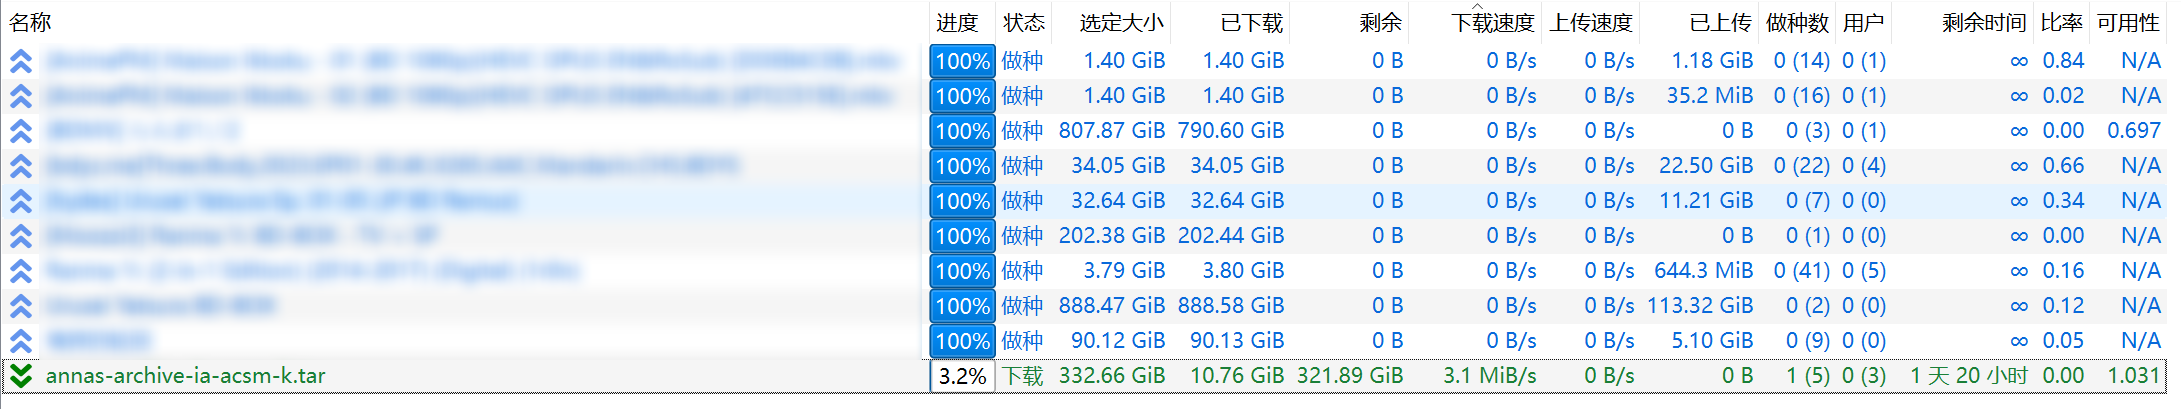 名称 进度 状态 选定大小 已下载 剩余 下载速度 上传速度 已上传 做种数 用户 剩余时间 比率 可用性
100% 做种 1.40 GiB 1.40 GiB 0 B 0 B/s 0 B/s 1.18 GiB 0 (14) 0 (1) ∞ 0.84 N/A
100% 做种 1.40 GiB 1.40 GiB 0 B 0 B/s 0 B/s 35.2 MiB 0 (16) 0 (1) ∞ 0.02 N/A
100% 做种 807.87 GiB 790.60 GiB 0 B 0 B/s 0 B/s 0 B 0 (3) 0 (1) ∞ 0.00 0.697
100% 做种 34.05 GiB 34.05 GiB 0 B 0 B/s 0 B/s 22.50 GiB 0 (22) 0 (4) ∞ 0.66 N/A
100% 做种 32.64 GiB 32.64 GiB 0 B 0 B/s 0 B/s 11.21 GiB 0 (7) 0 (0) ∞ 0.34 N/A
100% 做种 202.38 GiB 202.44 GiB 0 B 0 B/s 0 B/s 0 B 0 (1) 0 (0) ∞ 0.00 N/A
100% 做种 3.79 GiB 3.80 GiB 0 B 0 B/s 0 B/s 644.3 MiB 0 (41) 0 (5) ∞ 0.16 N/A
100% 做种 888.47 GiB 888.58 GiB 0 B 0 B/s 0 B/s 113.32 GiB 0 (2) 0 (0) ∞ 0.12 N/A
100% 做种 90.12 GiB 90.13 GiB 0 B 0 B/s 0 B/s 5.10 GiB 0 (9) 0 (0) ∞ 0.05 N/A
annas-archive-ia-acsm-k.tar 3.2% 下载 332.66 GiB 10.76 GiB 321.89 GiB 3.1 MiB/s 0 B/s 0 B 1 (5) 0 (3) 1 天 20 小时 0.00 1.031